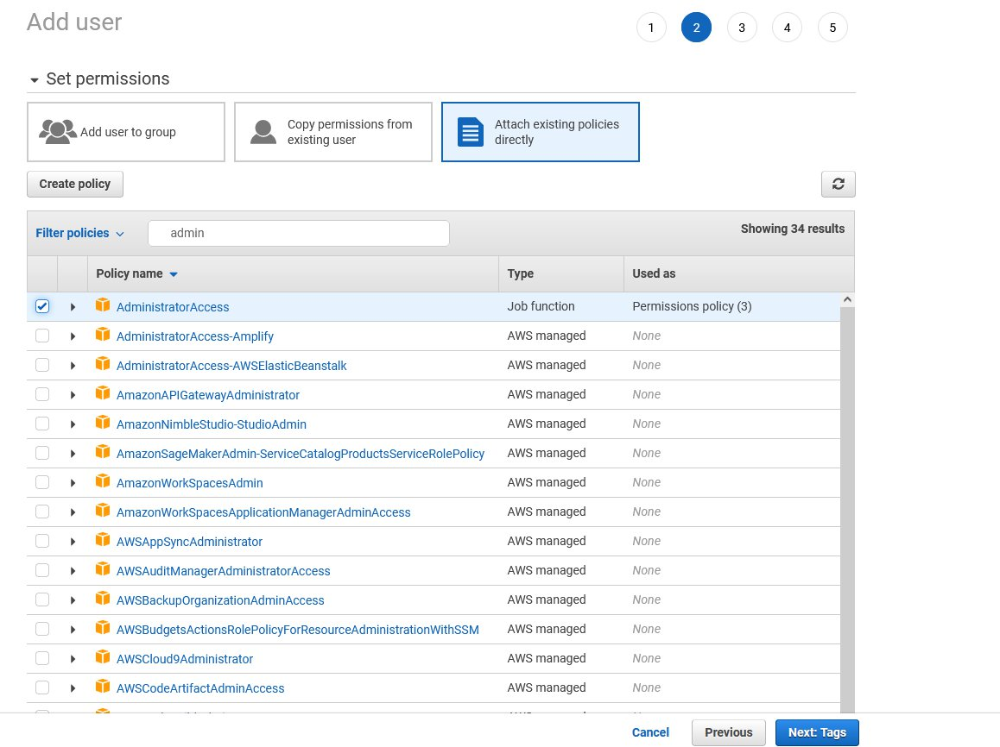 Add user
1 2 3 4 5
Set permissions
Add user to group
Copy permissions from
existing user
Attach existing policies
directly
Create policy
Filter policies
admin
Showing 34 results
Policy name Type Used as
AdministratorAccess Job function Permissions policy (3)
AdministratorAccess-Amplify AWS managed None
AdministratorAccess-AWSElasticBeanstalk AWS managed None
AmazonAPIGatewayAdministrator AWS managed None
AmazonNimbleStudio-StudioAdmin AWS managed None
AmazonSageMakerAdmin-ServiceCatalogProductsServiceRolePolicy AWS managed None
AmazonWorkSpacesAdmin AWS managed None
AmazonWorkSpacesApplicationManagerAdminAccess AWS managed None
AWSAppSyncAdministrator AWS managed None
AWSAuditManagerAdministratorAccess AWS managed None
AWSBackupOrganizationAdminAccess AWS managed None
AWSBudgetsActionsRolePolicyForResourceAdministrationWithSSM AWS managed None
AWSCloud9Administrator AWS managed None
AWSCodeArtifactAdminAccess AWS managed None
Cancel Previous Next: Tags